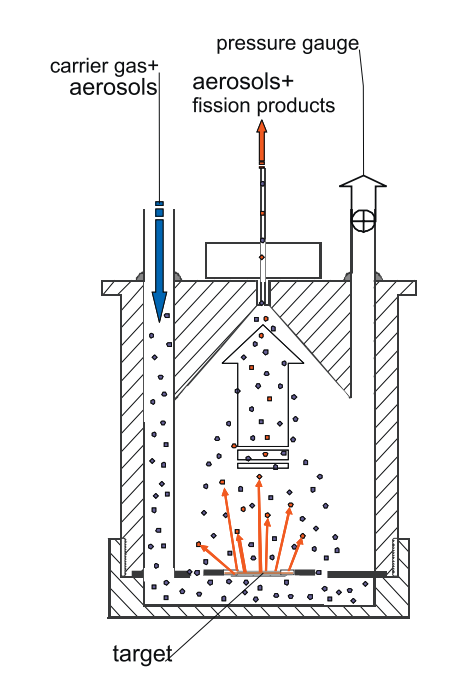 pressure gauge
carrier gas+
aerosols
aerosols+
fission products
target